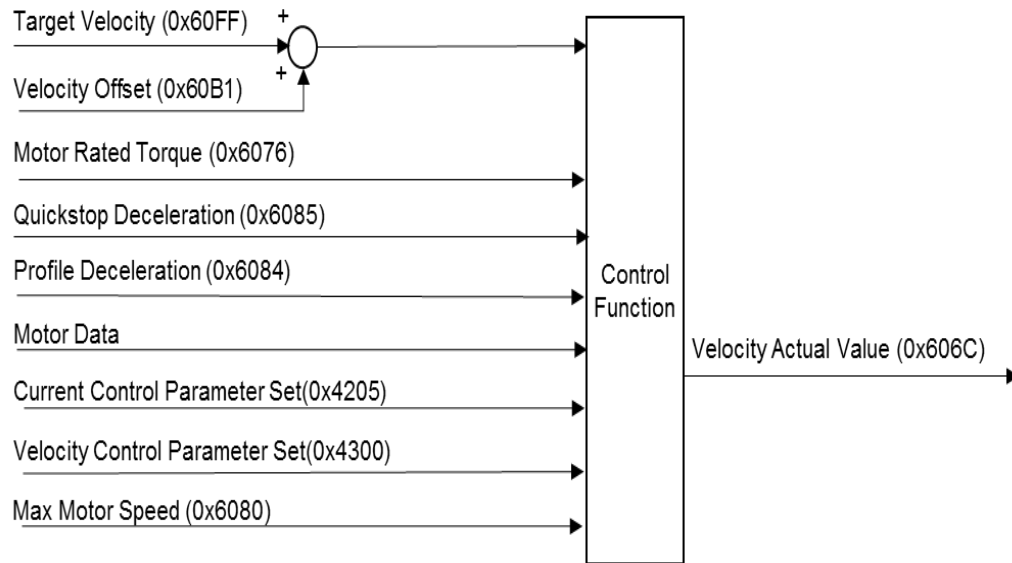 Target Velocity (0x60FF)
+
+
Velocity Offset (0x60B1)
Motor Rated Torque (0x6076)
Quickstop Deceleration (0x6085)
Profile Deceleration (0x6084)
Motor Data
Current Control Parameter Set(0x4205)
Velocity Control Parameter Set(0x4300)
Max Motor Speed (0x6080)
Control
Function
Velocity Actual Value (0x606C)